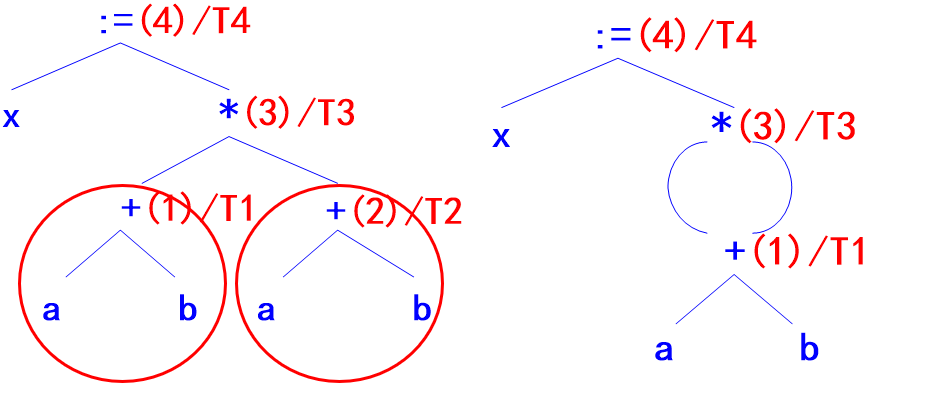 :=(4)/T4
x
*(3)/T3
+(1)/T1
+(2)/T2
a b
a b
:=(4)/T4
x
*(3)/T3
+(1)/T1
a b